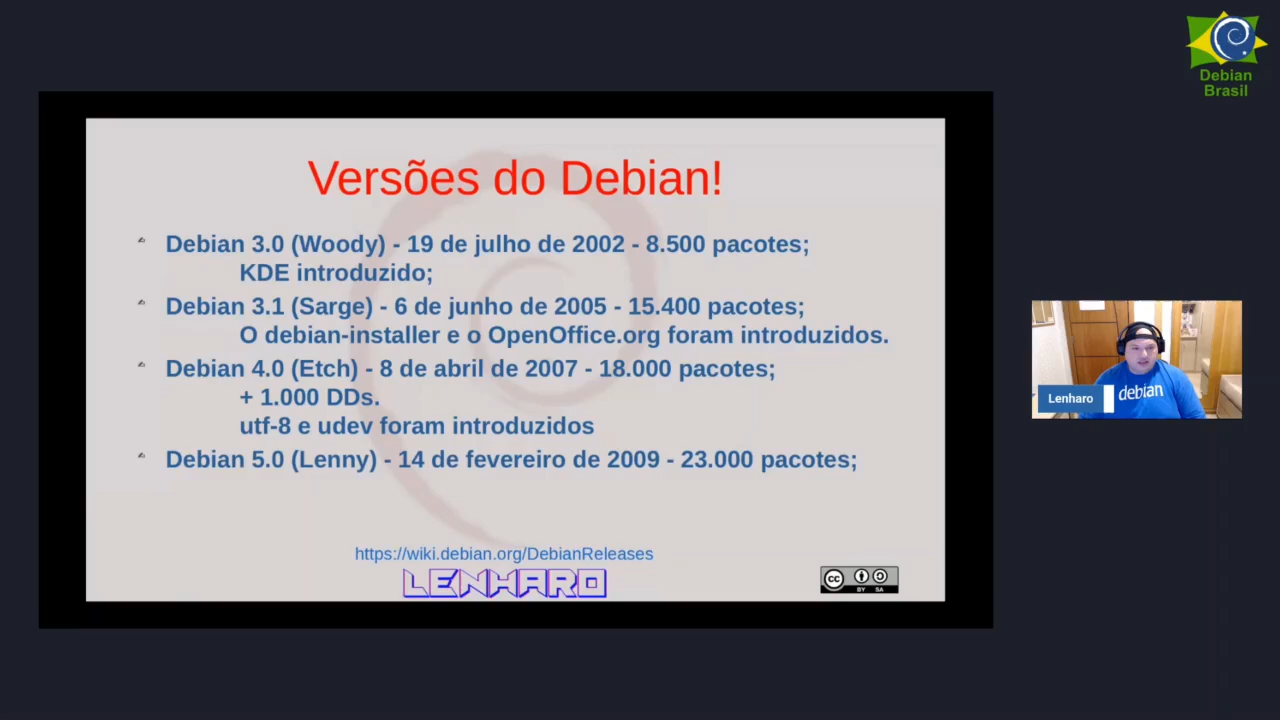 Debian
Brasil
Versões do Debian!
Debian 3.0 (Woody) - 19 de julho de 2002 - 8.500 pacotes;
KDE introduzido;
Debian 3.1 (Sarge) - 6 de junho de 2005 - 15.400 pacotes;
O debian-installer e o OpenOffice.org foram introduzidos.
Debian 4.0 (Etch) - 8 de abril de 2007 - 18.000 pacotes;
+ 1.000 DDs.
utf-8 e udev foram introduzidos
Debian 5.0 (Lenny) - 14 de fevereiro de 2009 - 23.000 pacotes;
https://wiki.debian.org/DebianReleases
LENHARO
cc
BY SA
debian
Lenharo